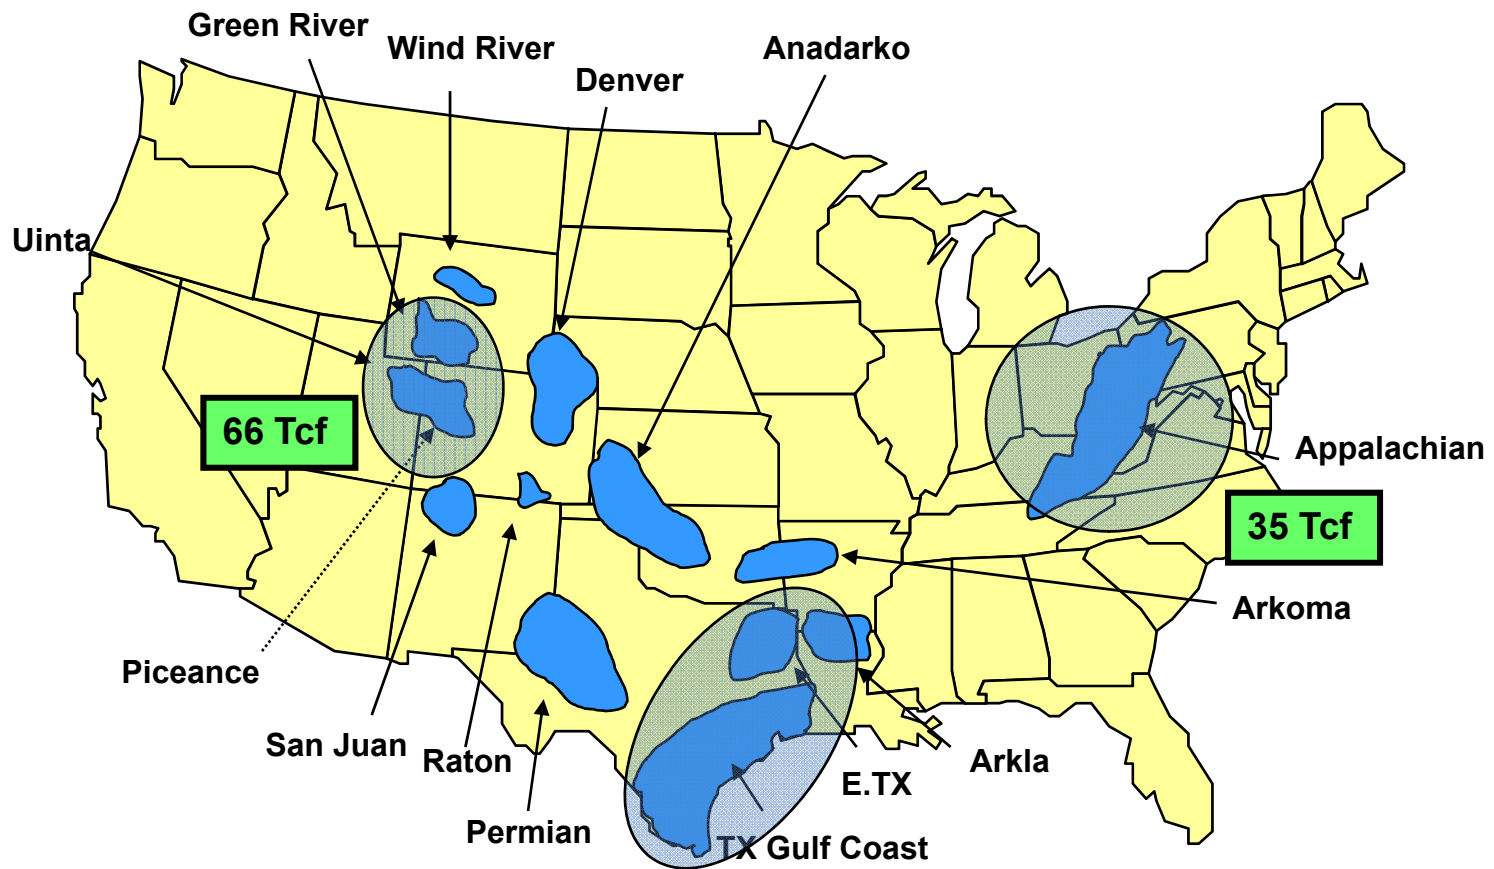 Green River
Wind River
Anadarko
Denver
Uinta
66 Tcf
Appalachian
35 Tcf
Arkoma
Piceance
San Juan
Raton
Arkla
E.TX
Permian
TX Gulf Coast